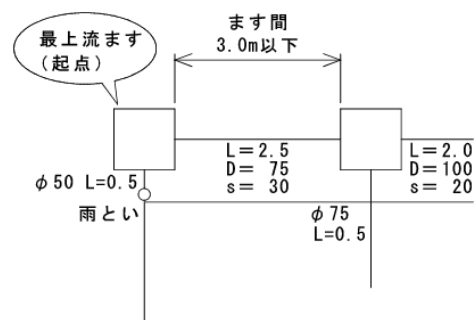 最上流ます
(起点)
ます間
3.0m以下
L=2.5
D= 75
s= 30
L=2.0
D=100
s= 20
φ50 L=0.5
雨とい
φ75
L=0.5